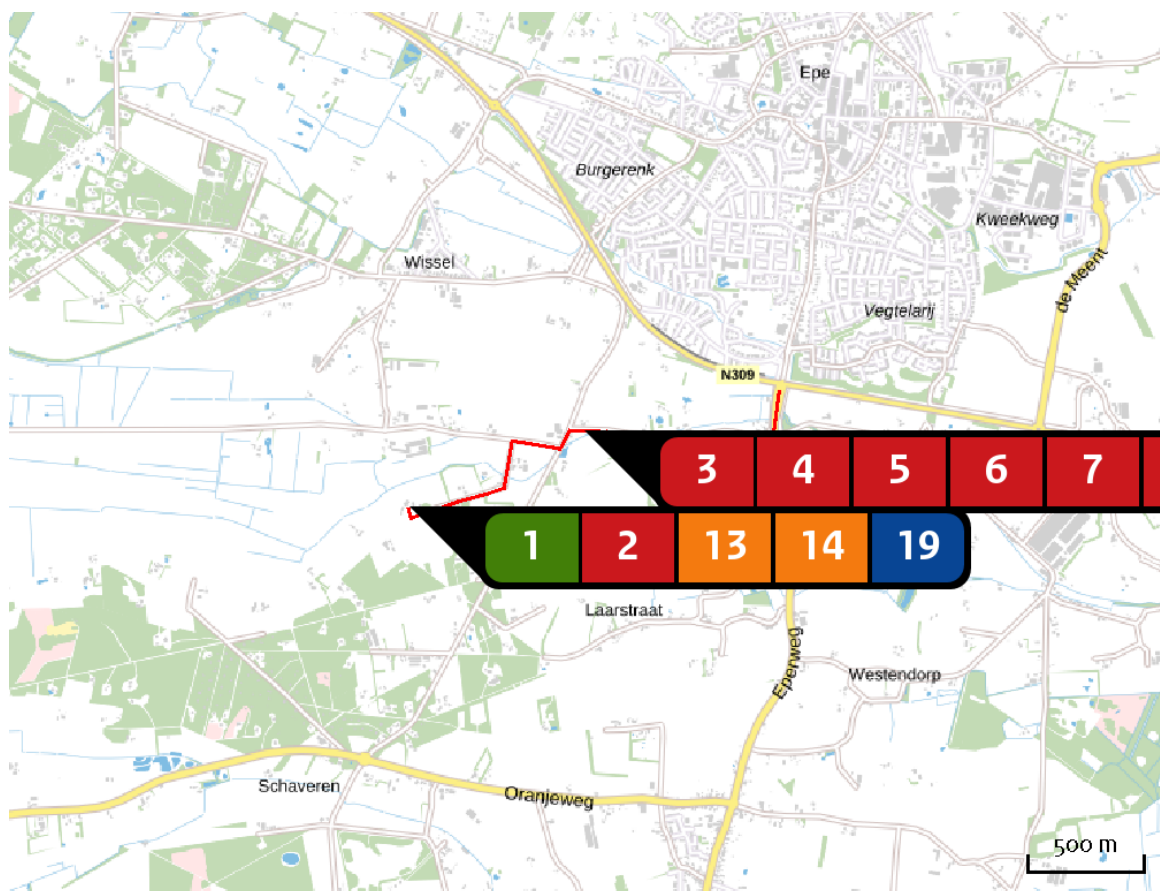 Epe
Burgerenk
Kweekweg
Wissel
de Meent
Vegtelarij
N309
3 4 5 6 7
1 2 13 14 19
Laarstraat
Eperweg
Westendorp
Schaveren
Oranjeweg
500 m